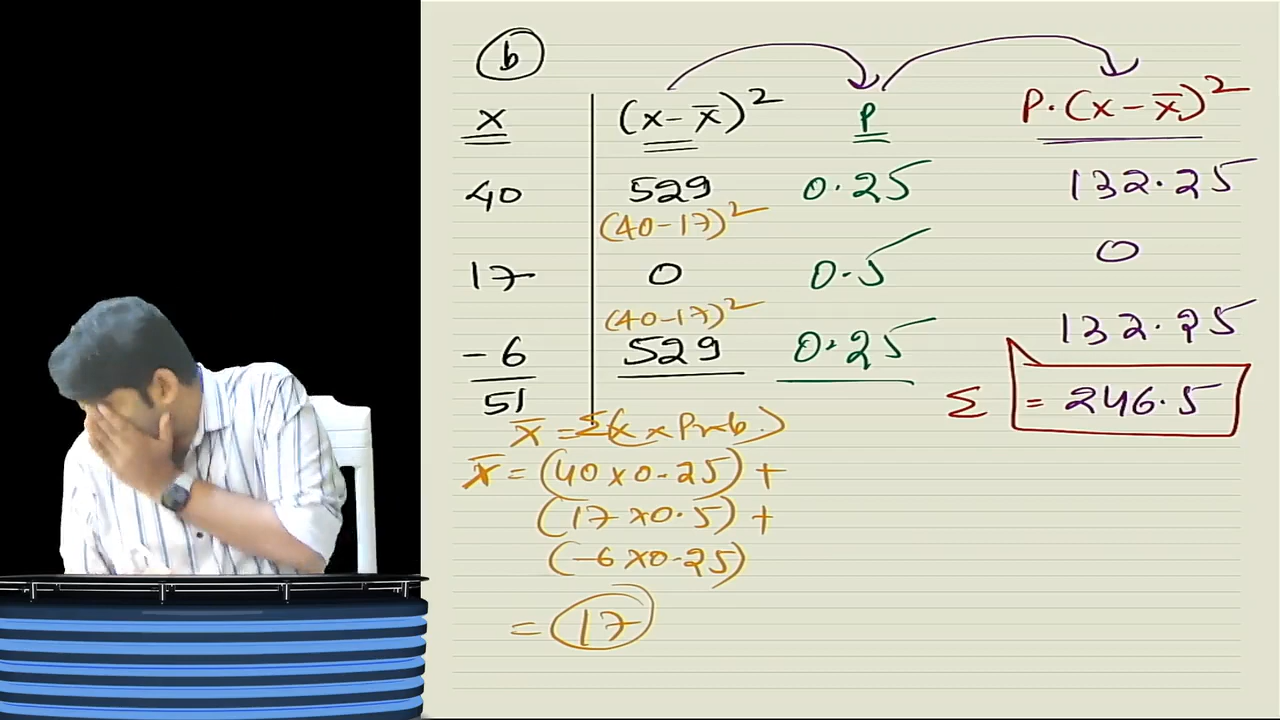 b
x (x-x̄)² P P·(x-x̄)²
40 529 0.25 132.25
(40-17)²
17 0 0.5 0
(40-17)²
-6 529 0.25 132.25
51 Σ = 246.5
x̄ = Σ(x x Prob.)
x̄ = (40 x 0.25) +
(17 x 0.5) +
(-6 x 0.25)
= 17